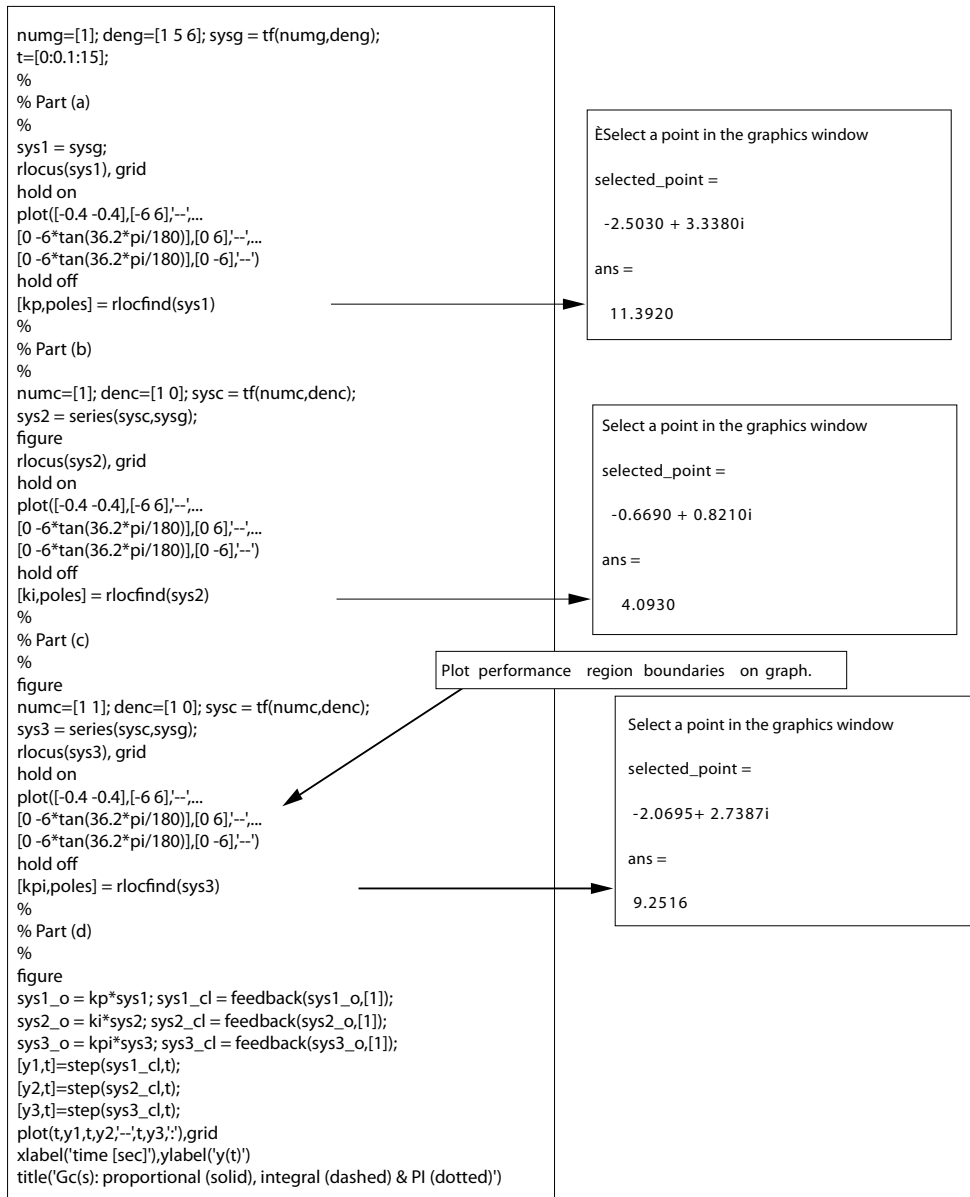 numg=[1]; deng=[1 5 6]; sysg = tf(numg,deng);
t=[0:0.1:15];
%
% Part (a)
%
sys1 = sysg;
rlocus(sys1), grid
hold on
plot([-0.4 -0.4],[-6 6],'--',...
[0 -6*tan(36.2*pi/180)],[0 6],'--',...
[0 -6*tan(36.2*pi/180)],[0 -6],'--')
hold off
[kp,poles] = rlocfind(sys1)
%
% Part (b)
%
numc=[1]; denc=[1 0]; sysc = tf(numc,denc);
sys2 = series(sysc,sysg);
figure
rlocus(sys2), grid
hold on
plot([-0.4 -0.4],[-6 6],'--',...
[0 -6*tan(36.2*pi/180)],[0 6],'--',...
[0 -6*tan(36.2*pi/180)],[0 -6],'--')
hold off
[ki,poles] = rlocfind(sys2)
%
% Part (c)
%
figure
numc=[1 1]; denc=[1 0]; sysc = tf(numc,denc);
sys3 = series(sysc,sysg);
rlocus(sys3), grid
hold on
plot([-0.4 -0.4],[-6 6],'--',...
[0 -6*tan(36.2*pi/180)],[0 6],'--',...
[0 -6*tan(36.2*pi/180)],[0 -6],'--')
hold off
[kpi,poles] = rlocfind(sys3)
%
% Part (d)
%
figure
sys1_o = kp*sys1; sys1_cl = feedback(sys1_o,[1]);
sys2_o = ki*sys2; sys2_cl = feedback(sys2_o,[1]);
sys3_o = kpi*sys3; sys3_cl = feedback(sys3_o,[1]);
[y1,t]=step(sys1_cl,t);
[y2,t]=step(sys2_cl,t);
[y3,t]=step(sys3_cl,t);
plot(t,y1,t,y2,'--',t,y3,':'),grid
xlabel('time [sec]'),ylabel('y(t)')
title('Gc(s): proportional (solid), integral (dashed) & PI (dotted)')
ÈSelect a point in the graphics window
selected_point =
-2.5030 + 3.3380i
ans =
11.3920
Select a point in the graphics window
selected_point =
-0.6690 + 0.8210i
ans =
4.0930
Plot performance region boundaries on graph.
Select a point in the graphics window
selected_point =
-2.0695+ 2.7387i
ans =
9.2516